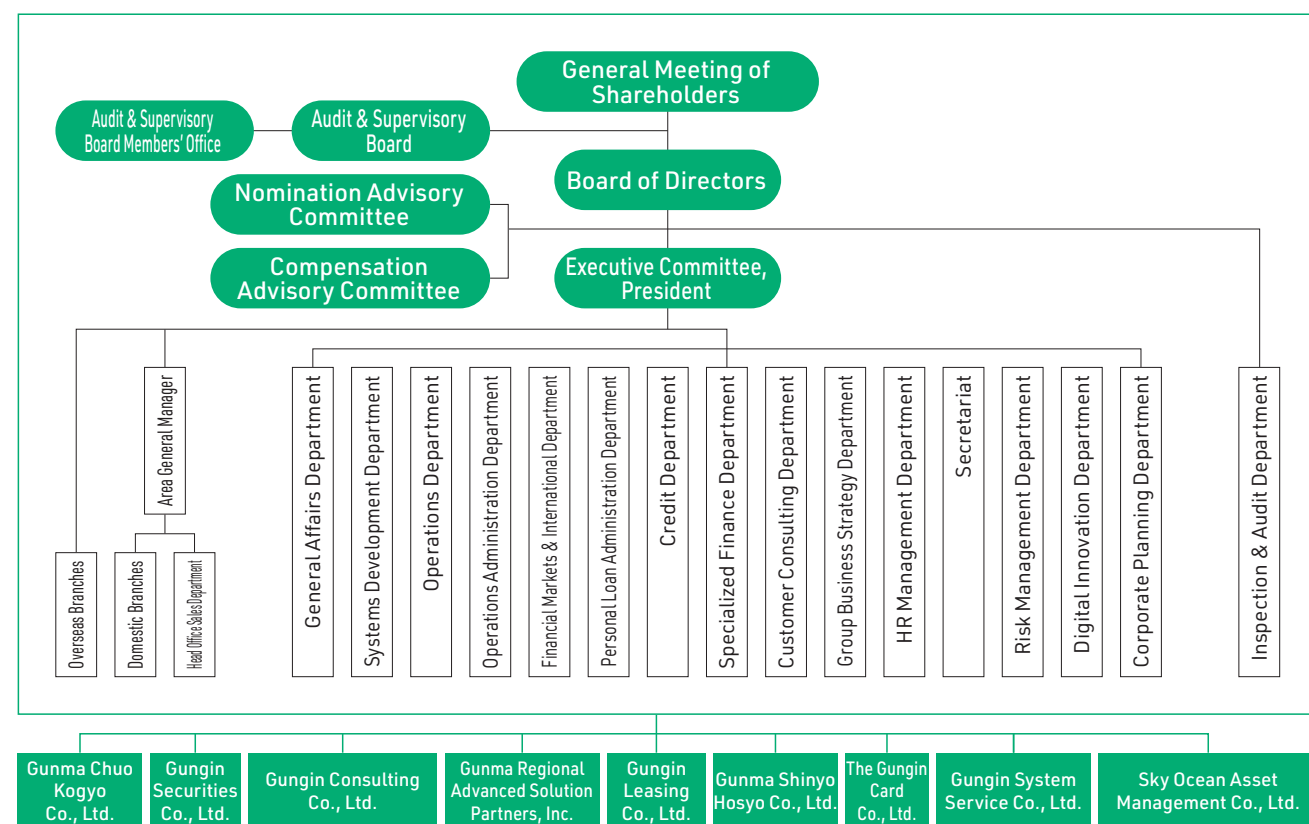 General Meeting of
Shareholders
Audit & Supervisory
Board Members' Office
Audit & Supervisory
Board
Board of Directors
Nomination Advisory
Committee
Compensation
Advisory Committee
Executive Committee,
President
Area General Manager
Overseas Branches
Domestic Branches
Head Office Sales Department
General Affairs Department
Systems Development Department
Operations Department
Operations Administration Department
Financial Markets & International Department
Personal Loan Administration Department
Credit Department
Specialized Finance Department
Customer Consulting Department
Group Business Strategy Department
HR Management Department
Secretariat
Risk Management Department
Digital Innovation Department
Corporate Planning Department
Inspection & Audit Department
Gunma Chuo
Kogyo
Co., Ltd.
Gungin
Securities
Co., Ltd.
Gungin Consulting
Co., Ltd.
Gunma Regional
Advanced Solution
Partners, Inc.
Gungin
Leasing
Co., Ltd.
Gunma Shinyo
Hosyo Co., Ltd.
The Gungin
Card
Co., Ltd.
Gungin System
Service Co., Ltd.
Sky Ocean Asset
Management Co., Ltd.